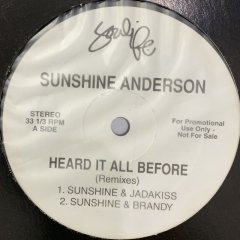 Soulife
SUNSHINE ANDERSON
STEREO
33 1/3 RPM
A SIDE
For Promotional
Use Only -
Not For Sale
HEARD IT ALL BEFORE
(Remixes)
1. SUNSHINE & JADAKISS
2. SUNSHINE & BRANDY